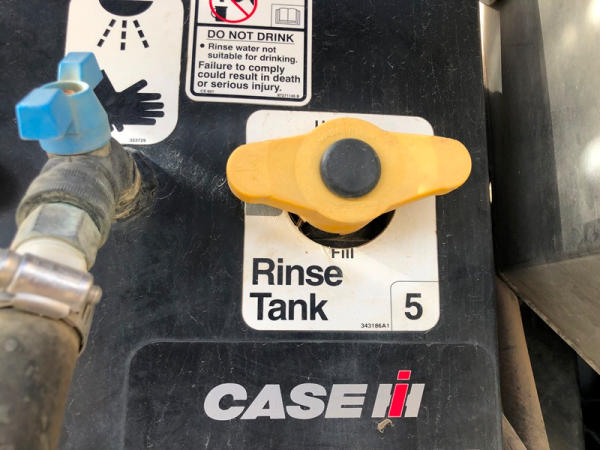 DO NOT DRINK
• Rinse water not
suitable for drinking.
Failure to comply
could result in death
or serious injury.
Fill
Rinse
Tank
5
343186A1
CASE IH